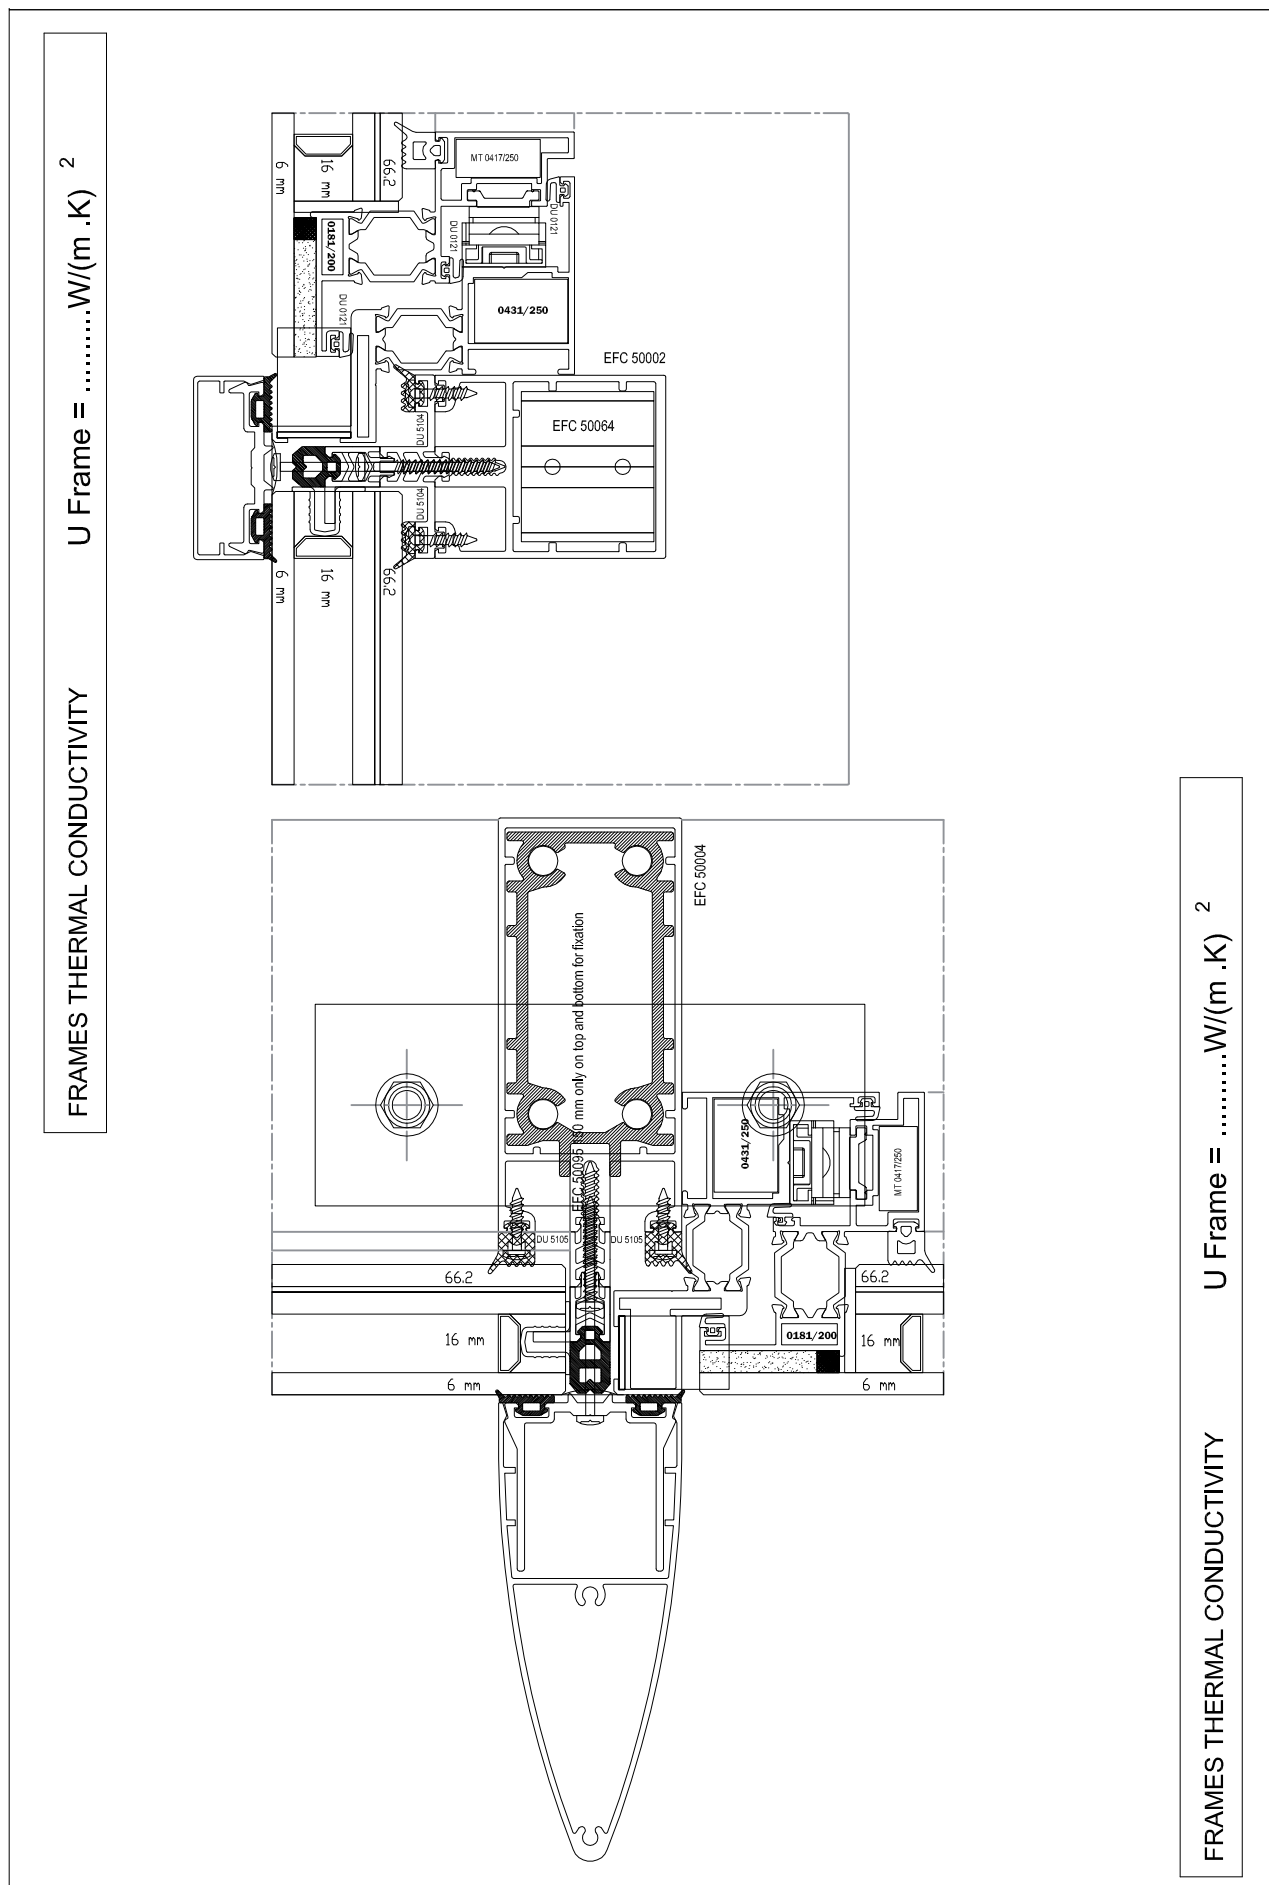 FRAMES THERMAL CONDUCTIVITY U Frame = ...........W/(m .K) 2
6 mm
16 mm
66.2
MT 0417/250
DU 0121
DU 0121
0181/200
DU 0121
0431/250
EFC 50002
EFC 50064
DU 5104
DU 5104
6 mm
16 mm
66.2
EFC 50004
EFC 50095 150 mm only on top and bottom for fixation
0431/250
MT 0417/250
DU 5105
DU 5105
66.2
66.2
16 mm
0181/200
16 mm
6 mm
6 mm
FRAMES THERMAL CONDUCTIVITY U Frame = ...........W/(m .K) 2